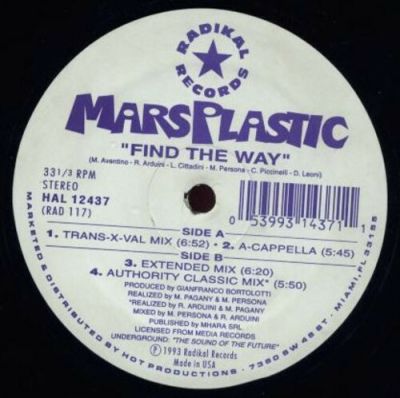 RADIKAL
RECORDS
MARSPLASTIC
"FIND THE WAY"
(M. Aventino - R. Arduini - L. Cittadini - M. Persona - C. Piccinelli - D. Leoni)
33 1/3 RPM
STEREO
HAL 12437
(RAD 117)
0 53993 14371 1
SIDE A
1. TRANS-X-VAL MIX (6:52) · 2. A-CAPPELLA (5:45)
SIDE B
3. EXTENDED MIX (6:20)
4. AUTHORITY CLASSIC MIX* (5:50)
PRODUCED BY GIANFRANCO BORTOLOTTI
REALIZED BY M. PAGANY & M. PERSONA
*REALIZED BY R. ARDUINI & M. PAGANY
MIXED BY M. PERSONA & R. ARDUINI
PUBLISHED BY MHARA SRL
LICENSED FROM MEDIA RECORDS
UNDERGROUND: "THE SOUND OF THE FUTURE"
℗ 1993 Radikal Records
Made in USA
MARKETED & DISTRIBUTED BY HOT PRODUCTIONS · 7350 SW 48 ST · MIAMI, FL 33155